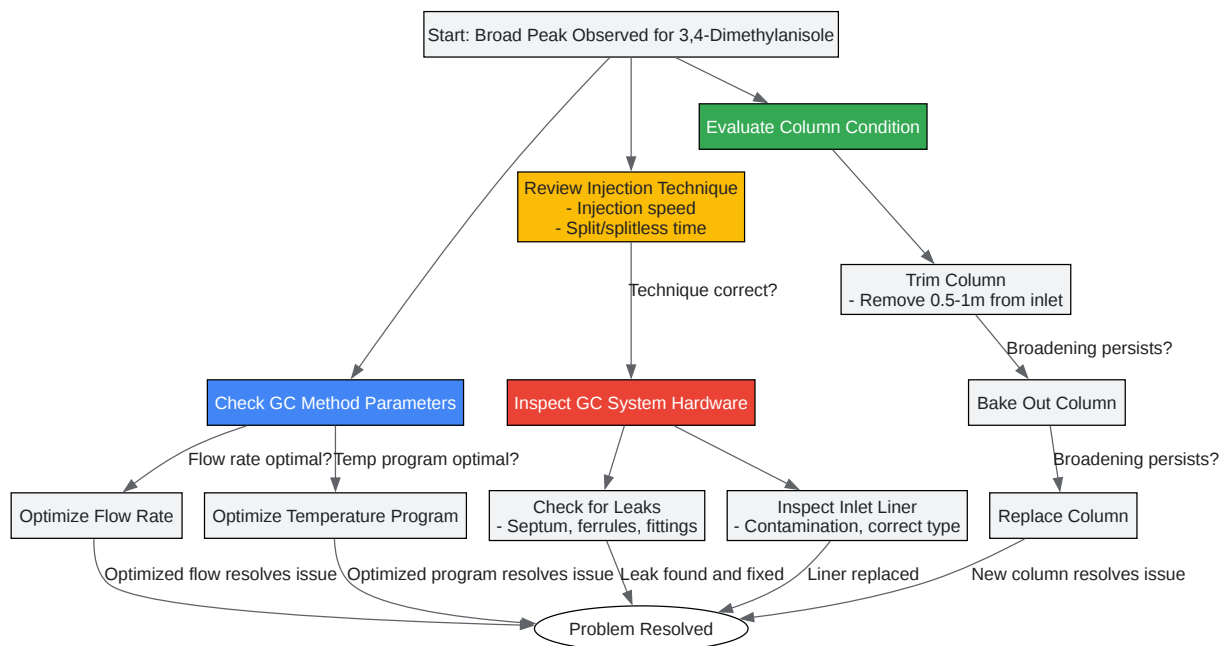 Start: Broad Peak Observed for 3,4-Dimethylanisole
Evaluate Column Condition
Review Injection Technique
- Injection speed
- Split/splitless time
Trim Column
- Remove 0.5-1m from inlet
Technique correct?
Broadening persists?
Check GC Method Parameters
Inspect GC System Hardware
Bake Out Column
Flow rate optimal?
Temp program optimal?
Broadening persists?
Optimize Flow Rate
Optimize Temperature Program
Check for Leaks
- Septum, ferrules, fittings
Inspect Inlet Liner
- Contamination, correct type
Replace Column
Optimized flow resolves issue
Optimized program resolves issue
Leak found and fixed
Liner replaced
New column resolves issue
Problem Resolved